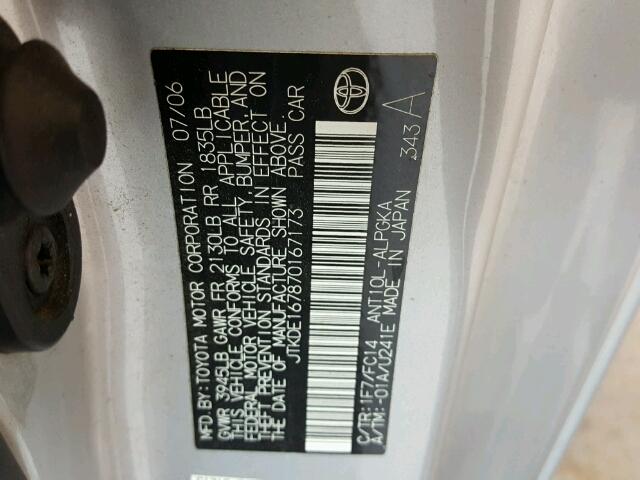 MFD.BY:TOYOTA MOTOR CORPORATION 07/06
GVWR 3945LB GAWR FR 2130LB RR 1835LB
THIS VEHICLE CONFORMS TO ALL APPLICABLE
FEDERAL MOTOR VEHICLE SAFETY, BUMPER, AND
THEFT PREVENTION STANDARDS IN EFFECT ON
THE DATE OF MANUFACTURE SHOWN ABOVE.
JTKDE167870167173 PASS CAR
C/TR:1F7/FC14 ANT10L-ALPGKA
A/TM:-01A/U241E MADE IN JAPAN 343 A